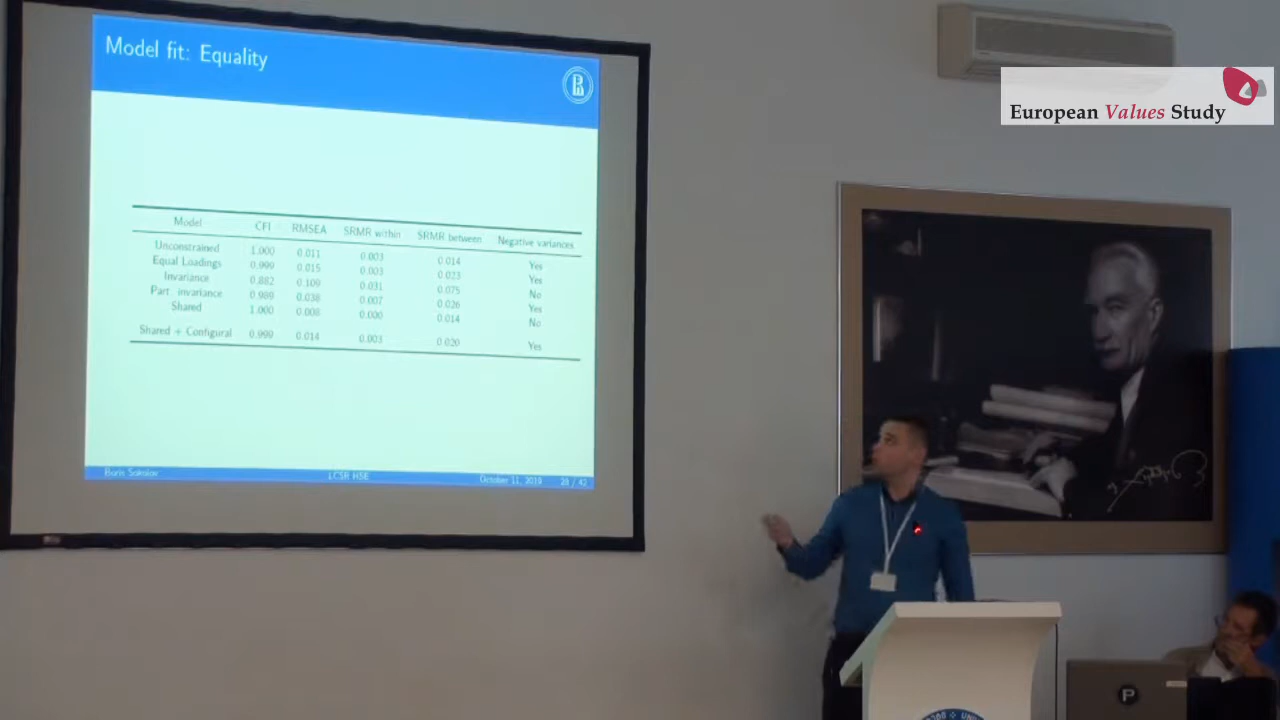 Model fit: Equality
European Values Study
Model CFI RMSEA SRMR within SRMR between Negative variances
Unconstrained 1.000 0.011 0.003 0.014 Yes
Equal Loadings 0.999 0.015 0.003 0.023 Yes
Invariance 0.882 0.109 0.031 0.075 No
Part. invariance 0.989 0.036 0.007 0.026 Yes
Shared 1.000 0.008 0.000 0.014 No
Shared + Configural 0.999 0.014 0.003 0.020 Yes
Boris Sokolov LCSR HSE October 11, 2019 / 42
P